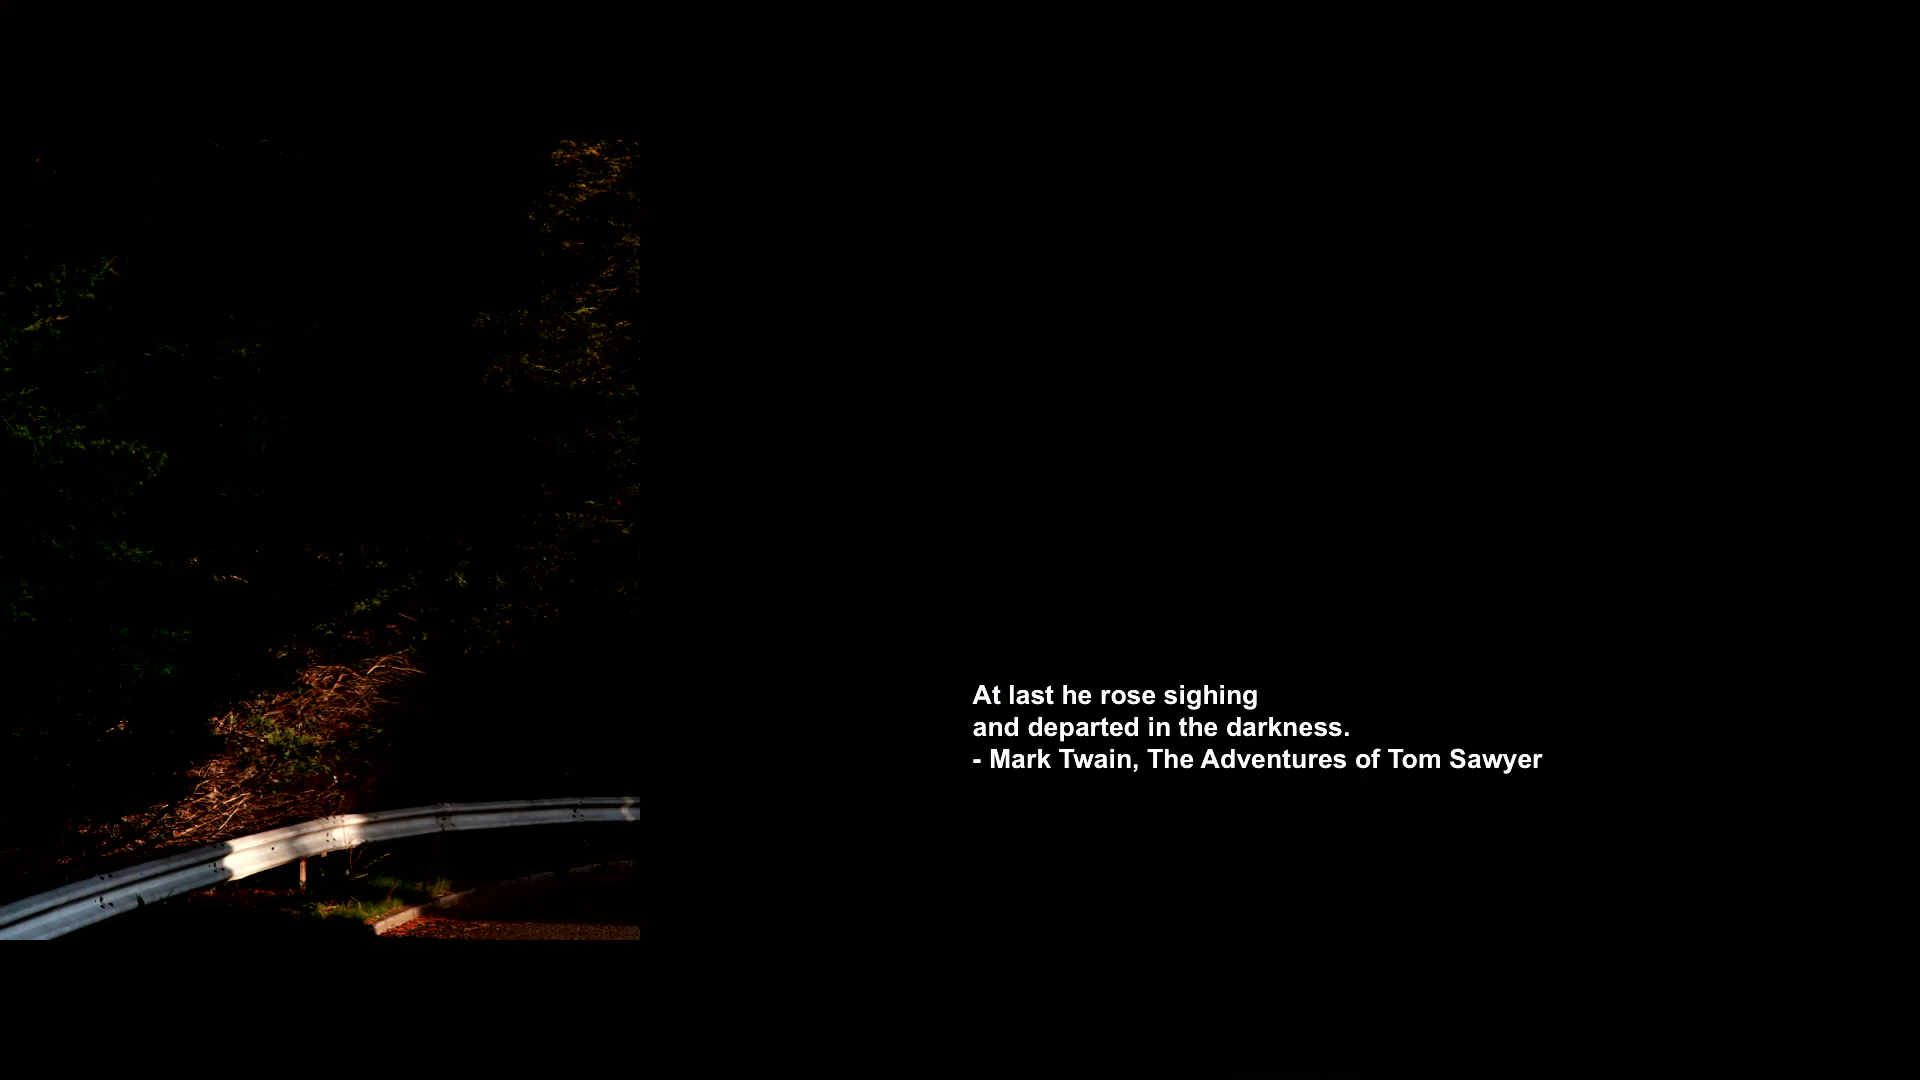 At last he rose sighing
and departed in the darkness.
- Mark Twain, The Adventures of Tom Sawyer